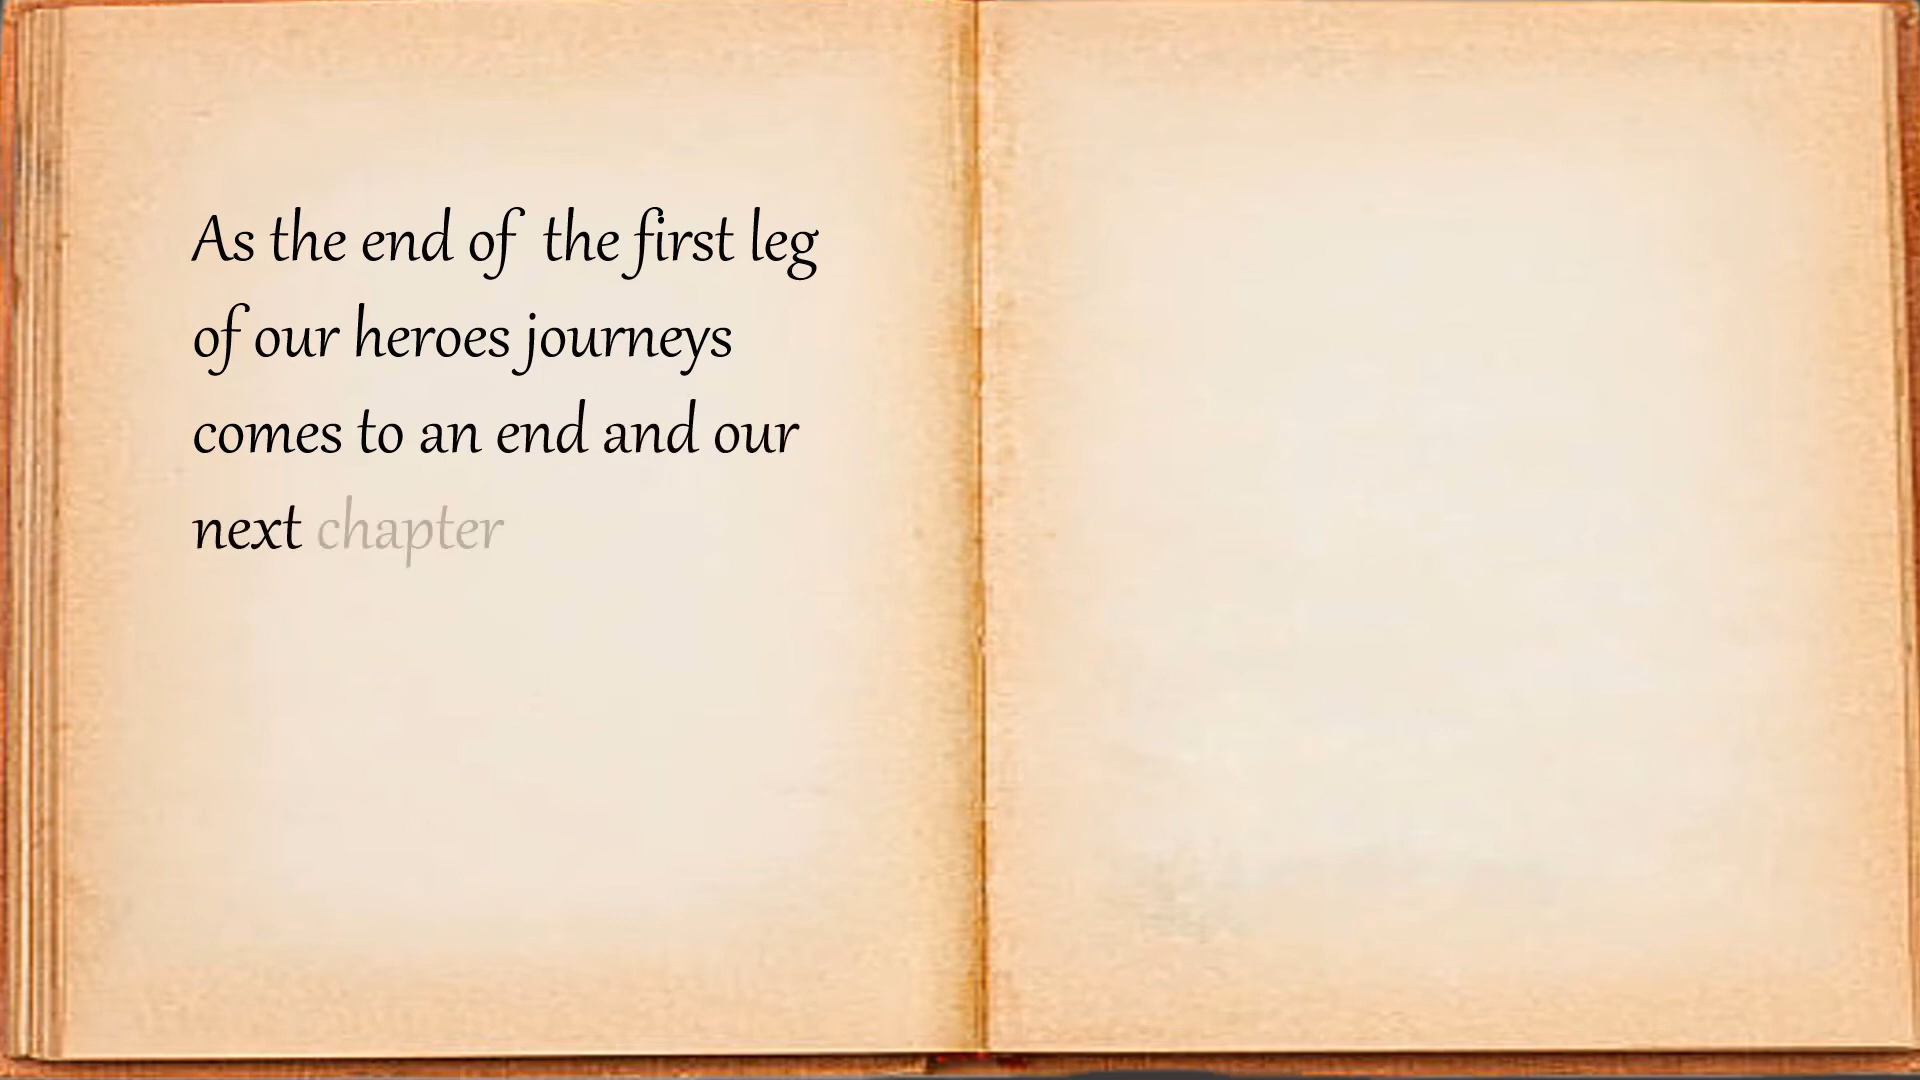 As the end of the first leg
of our heroes journeys
comes to an end and our
next chapter